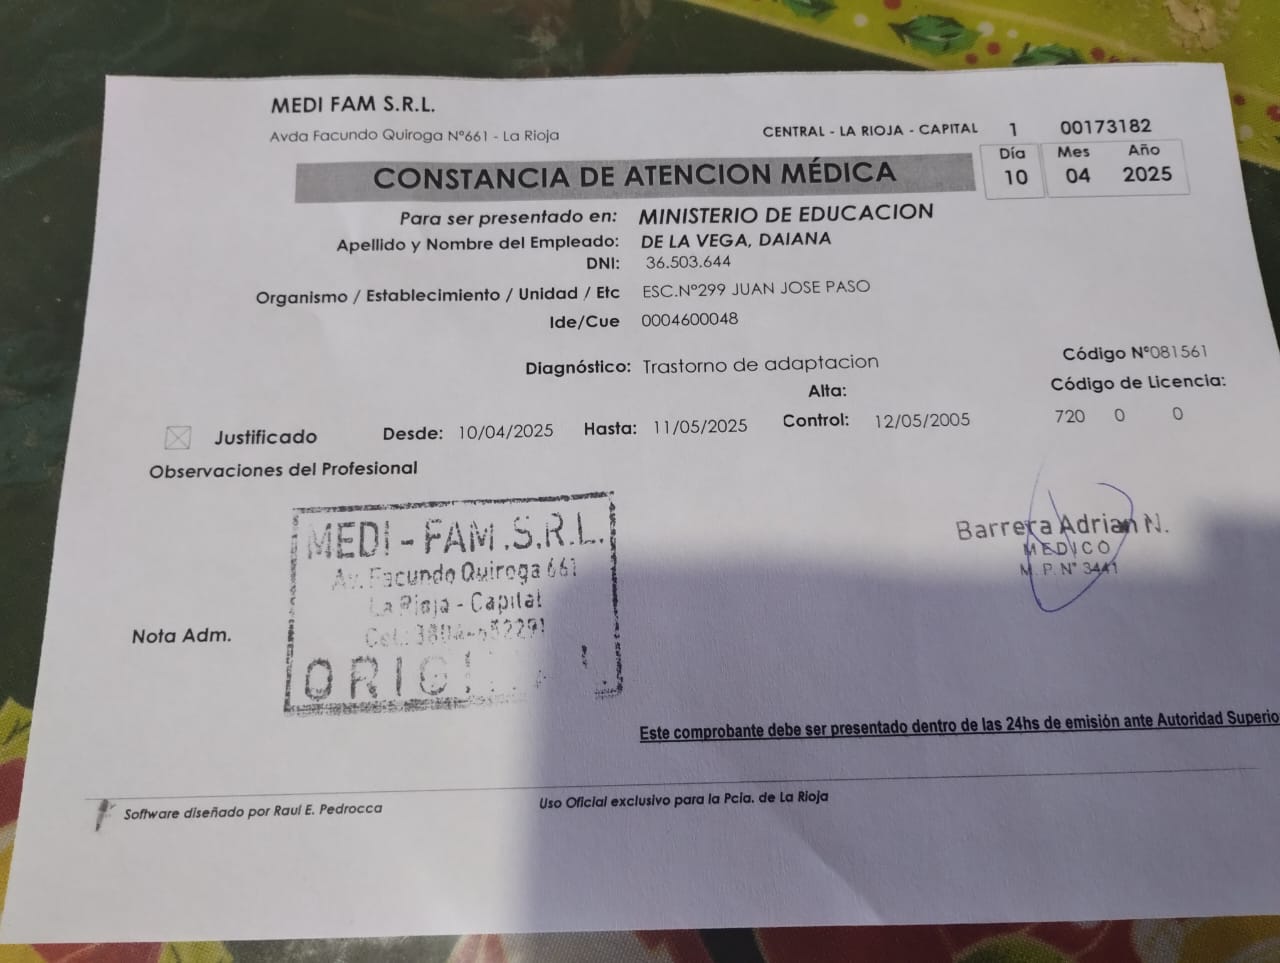 MEDI FAM S.R.L.
Avda Facundo Quiroga Nº661 - La Rioja
CENTRAL - LA RIOJA - CAPITAL 1 00173182
CONSTANCIA DE ATENCION MÉDICA
Día Mes Año
10 04 2025
Para ser presentado en: MINISTERIO DE EDUCACION
Apellido y Nombre del Empleado: DE LA VEGA, DAIANA
DNI: 36.503.644
Organismo / Establecimiento / Unidad / Etc ESC.Nº299 JUAN JOSE PASO
Ide/Cue 0004600048
Diagnóstico: Trastorno de adaptacion
Código Nº081561
Alta:
Código de Licencia:
720 0 0
Justificado Desde: 10/04/2025 Hasta: 11/05/2025 Control: 12/05/2005
Observaciones del Profesional
MEDI - FAM.S.R.L.
Av. Facundo Quiroga 661
La Rioja - Capital
Cel.:
Barrera Adrian N.
MEDICO
M. P. Nº 3441
Nota Adm.
Este comprobante debe ser presentado dentro de las 24hs de emisión ante Autoridad Superio
Software diseñado por Raul E. Pedrocca
Uso Oficial exclusivo para la Pcia. de La Rioja